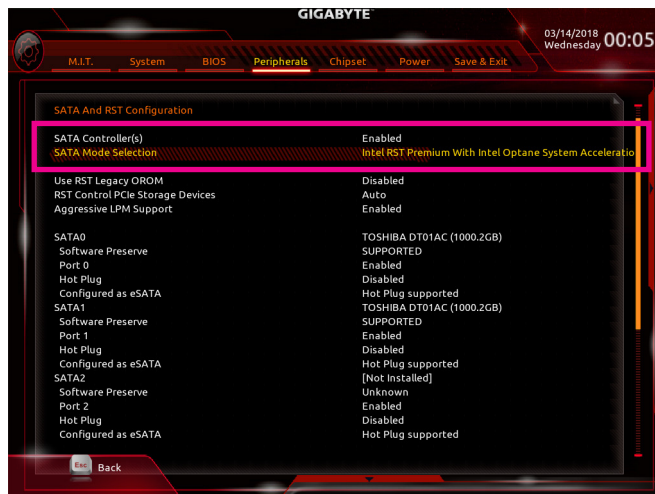 GIGABYTE
03/14/2018 00:05
Wednesday
M.I.T. System BIOS Peripherals Chipset Power Save & Exit
SATA And RST Configuration
SATA Controller(s) Enabled
SATA Mode Selection Intel RST Premium With Intel Optane System Acceleratio
Use RST Legacy OROM Disabled
RST Control PCIe Storage Devices Auto
Aggressive LPM Support Enabled
SATA0 TOSHIBA DT01AC (1000.2GB)
Software Preserve SUPPORTED
Port 0 Enabled
Hot Plug Disabled
Configured as eSATA Hot Plug supported
SATA1 TOSHIBA DT01AC (1000.2GB)
Software Preserve SUPPORTED
Port 1 Enabled
Hot Plug Disabled
Configured as eSATA Hot Plug supported
SATA2 [Not Installed]
Software Preserve Unknown
Port 2 Enabled
Hot Plug Disabled
Configured as eSATA Hot Plug supported
Esc Back